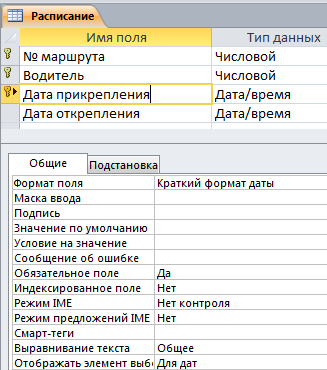 Расписание
Имя поля Тип данных
№ маршрута Числовой
Водитель Числовой
Дата прикрепления Дата/время
Дата открепления Дата/время
Общие Подстановка
Формат поля Краткий формат даты
Маска ввода
Подпись
Значение по умолчанию
Условие на значение
Сообщение об ошибке
Обязательное поле Да
Индексированное поле Нет
Режим IME Нет контроля
Режим предложений IME Нет
Смарт-теги
Выравнивание текста Общее
Отображать элемент выбо Для дат